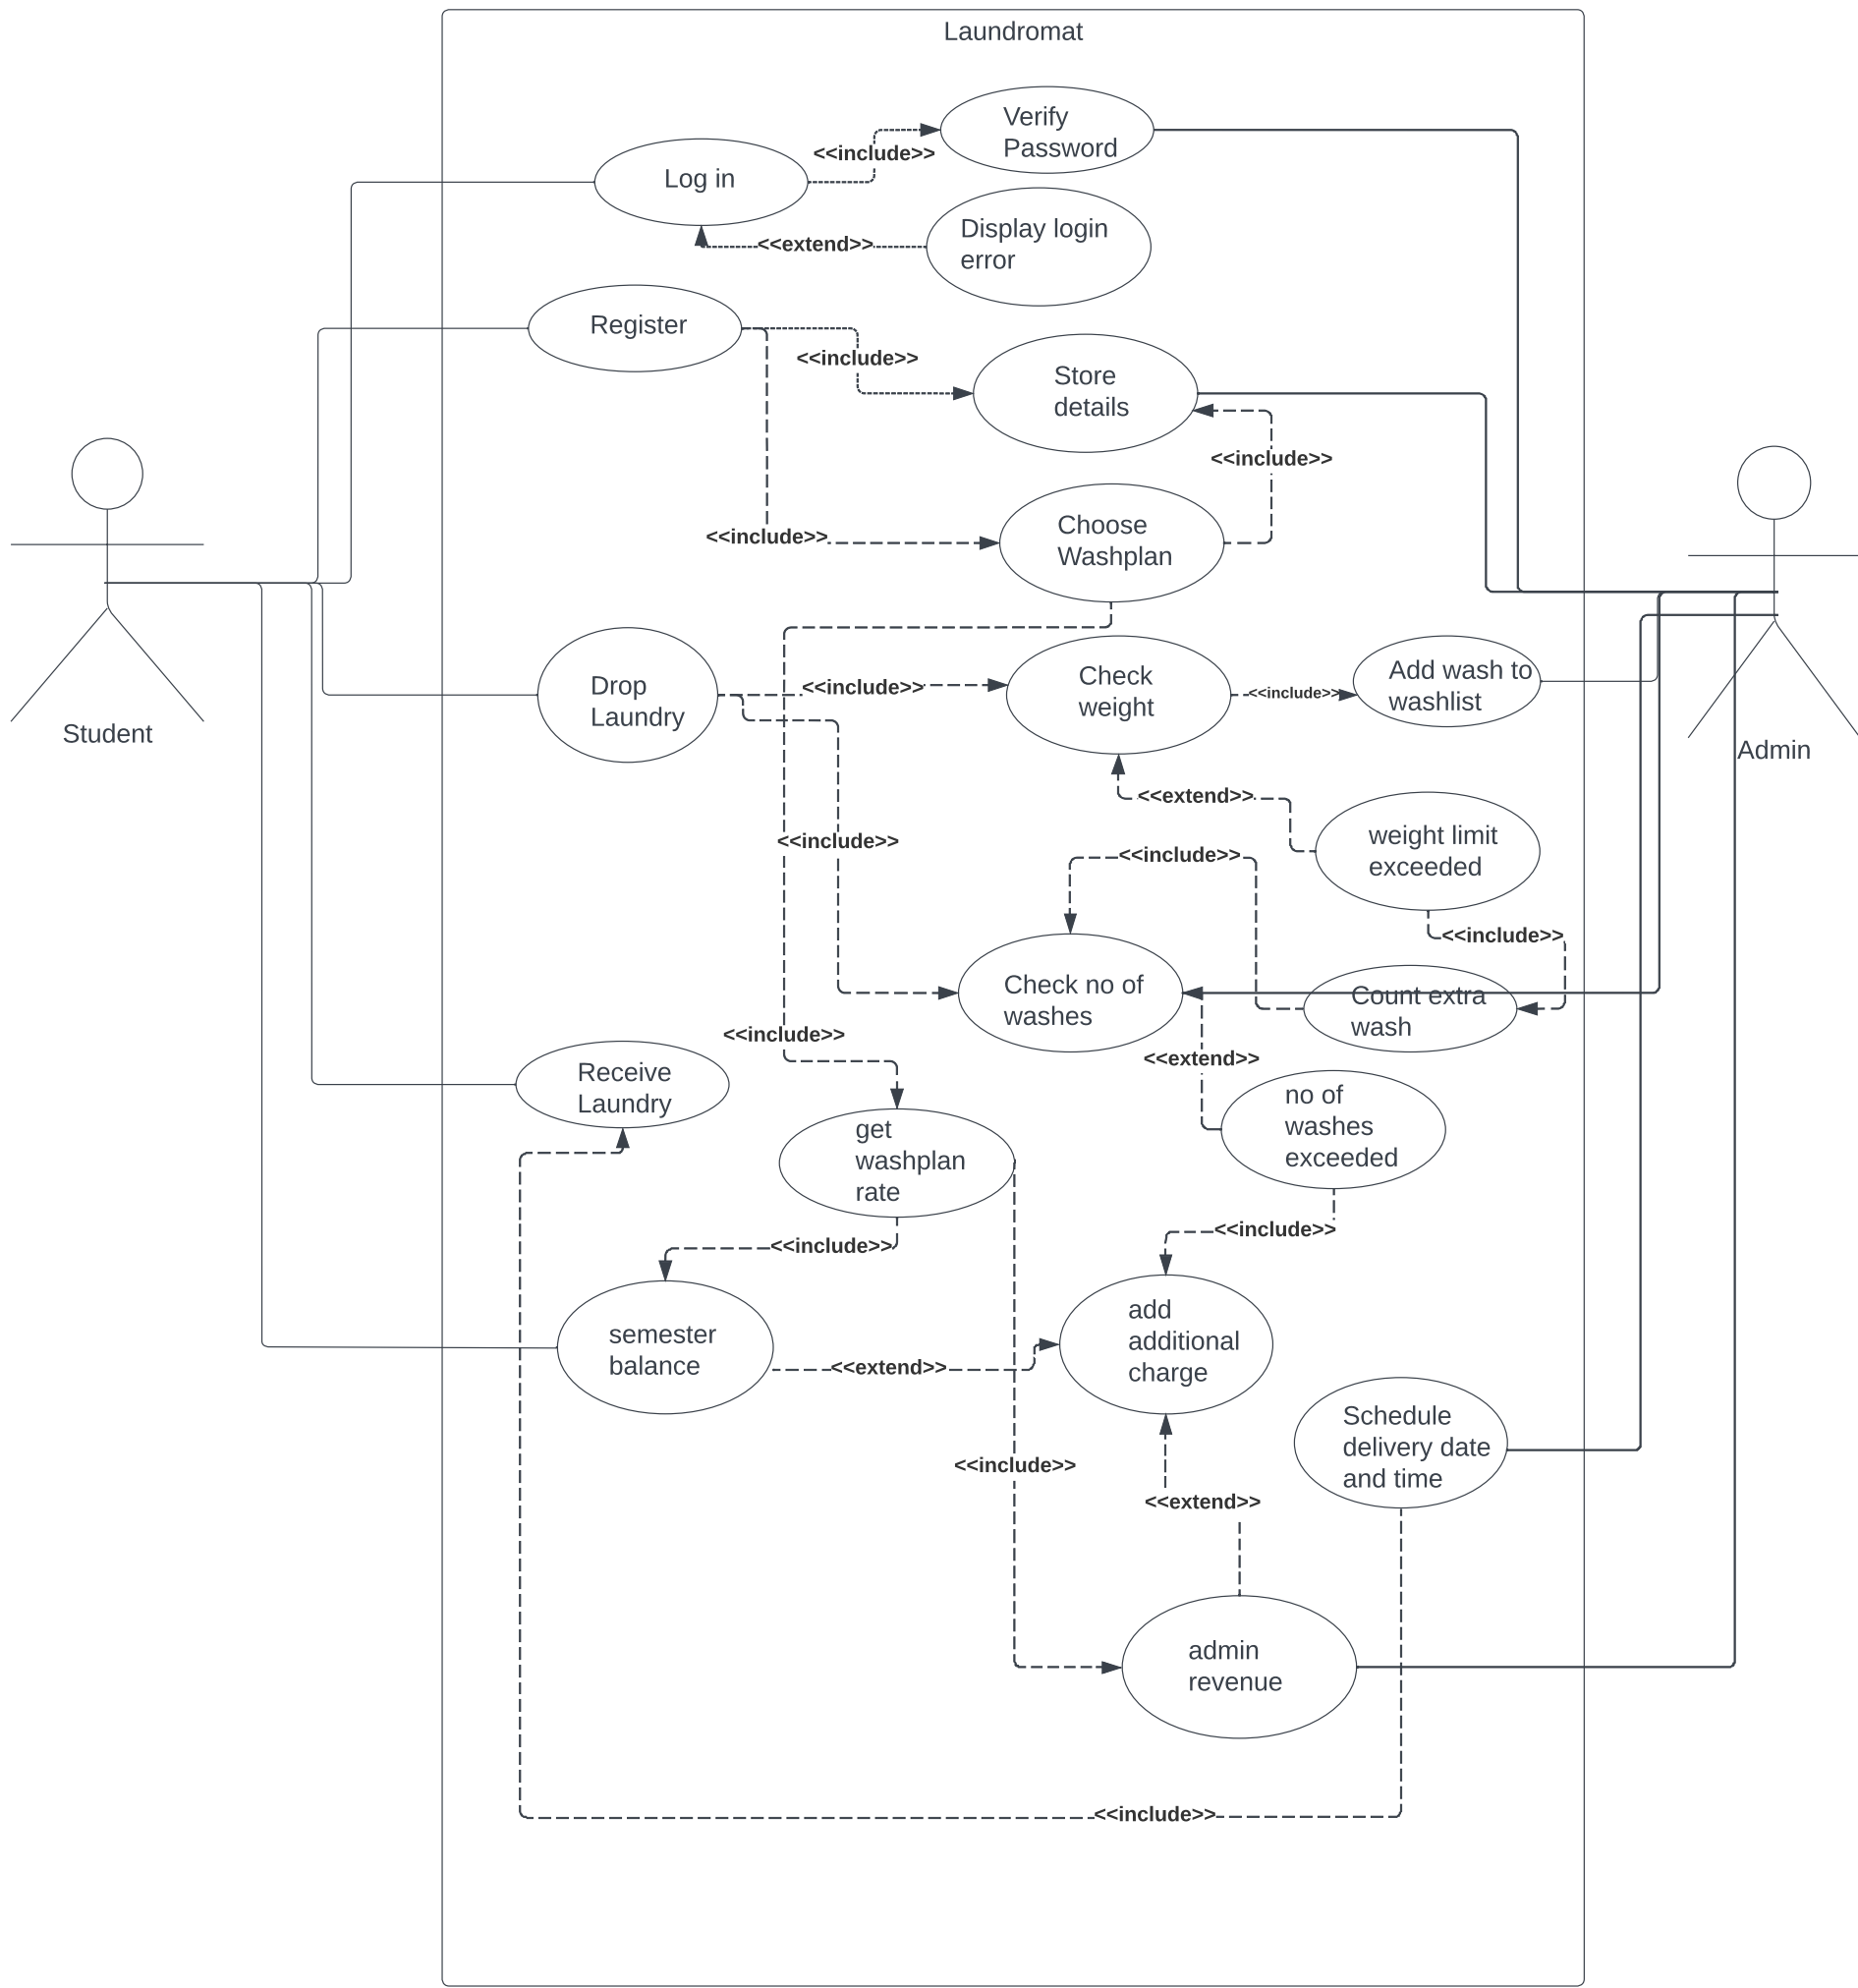 Laundromat
Verify
Password
<<include>>
Log in
Display login
error
<<extend>>
Register
<<include>>
Store
details
<<include>>
Choose
Washplan
<<include>>
Student
Admin
Drop
Laundry
<<include>>
Check
weight
<<include>>
Add wash to
washlist
<<extend>>
weight limit
exceeded
<<include>>
<<include>>
<<include>>
Check no of
washes
Count extra
wash
<<include>>
<<extend>>
Receive
Laundry
no of
washes
exceeded
get
washplan
rate
<<include>>
<<include>>
semester
balance
<<extend>>
add
additional
charge
Schedule
delivery date
and time
<<include>>
<<extend>>
admin
revenue
<<include>>